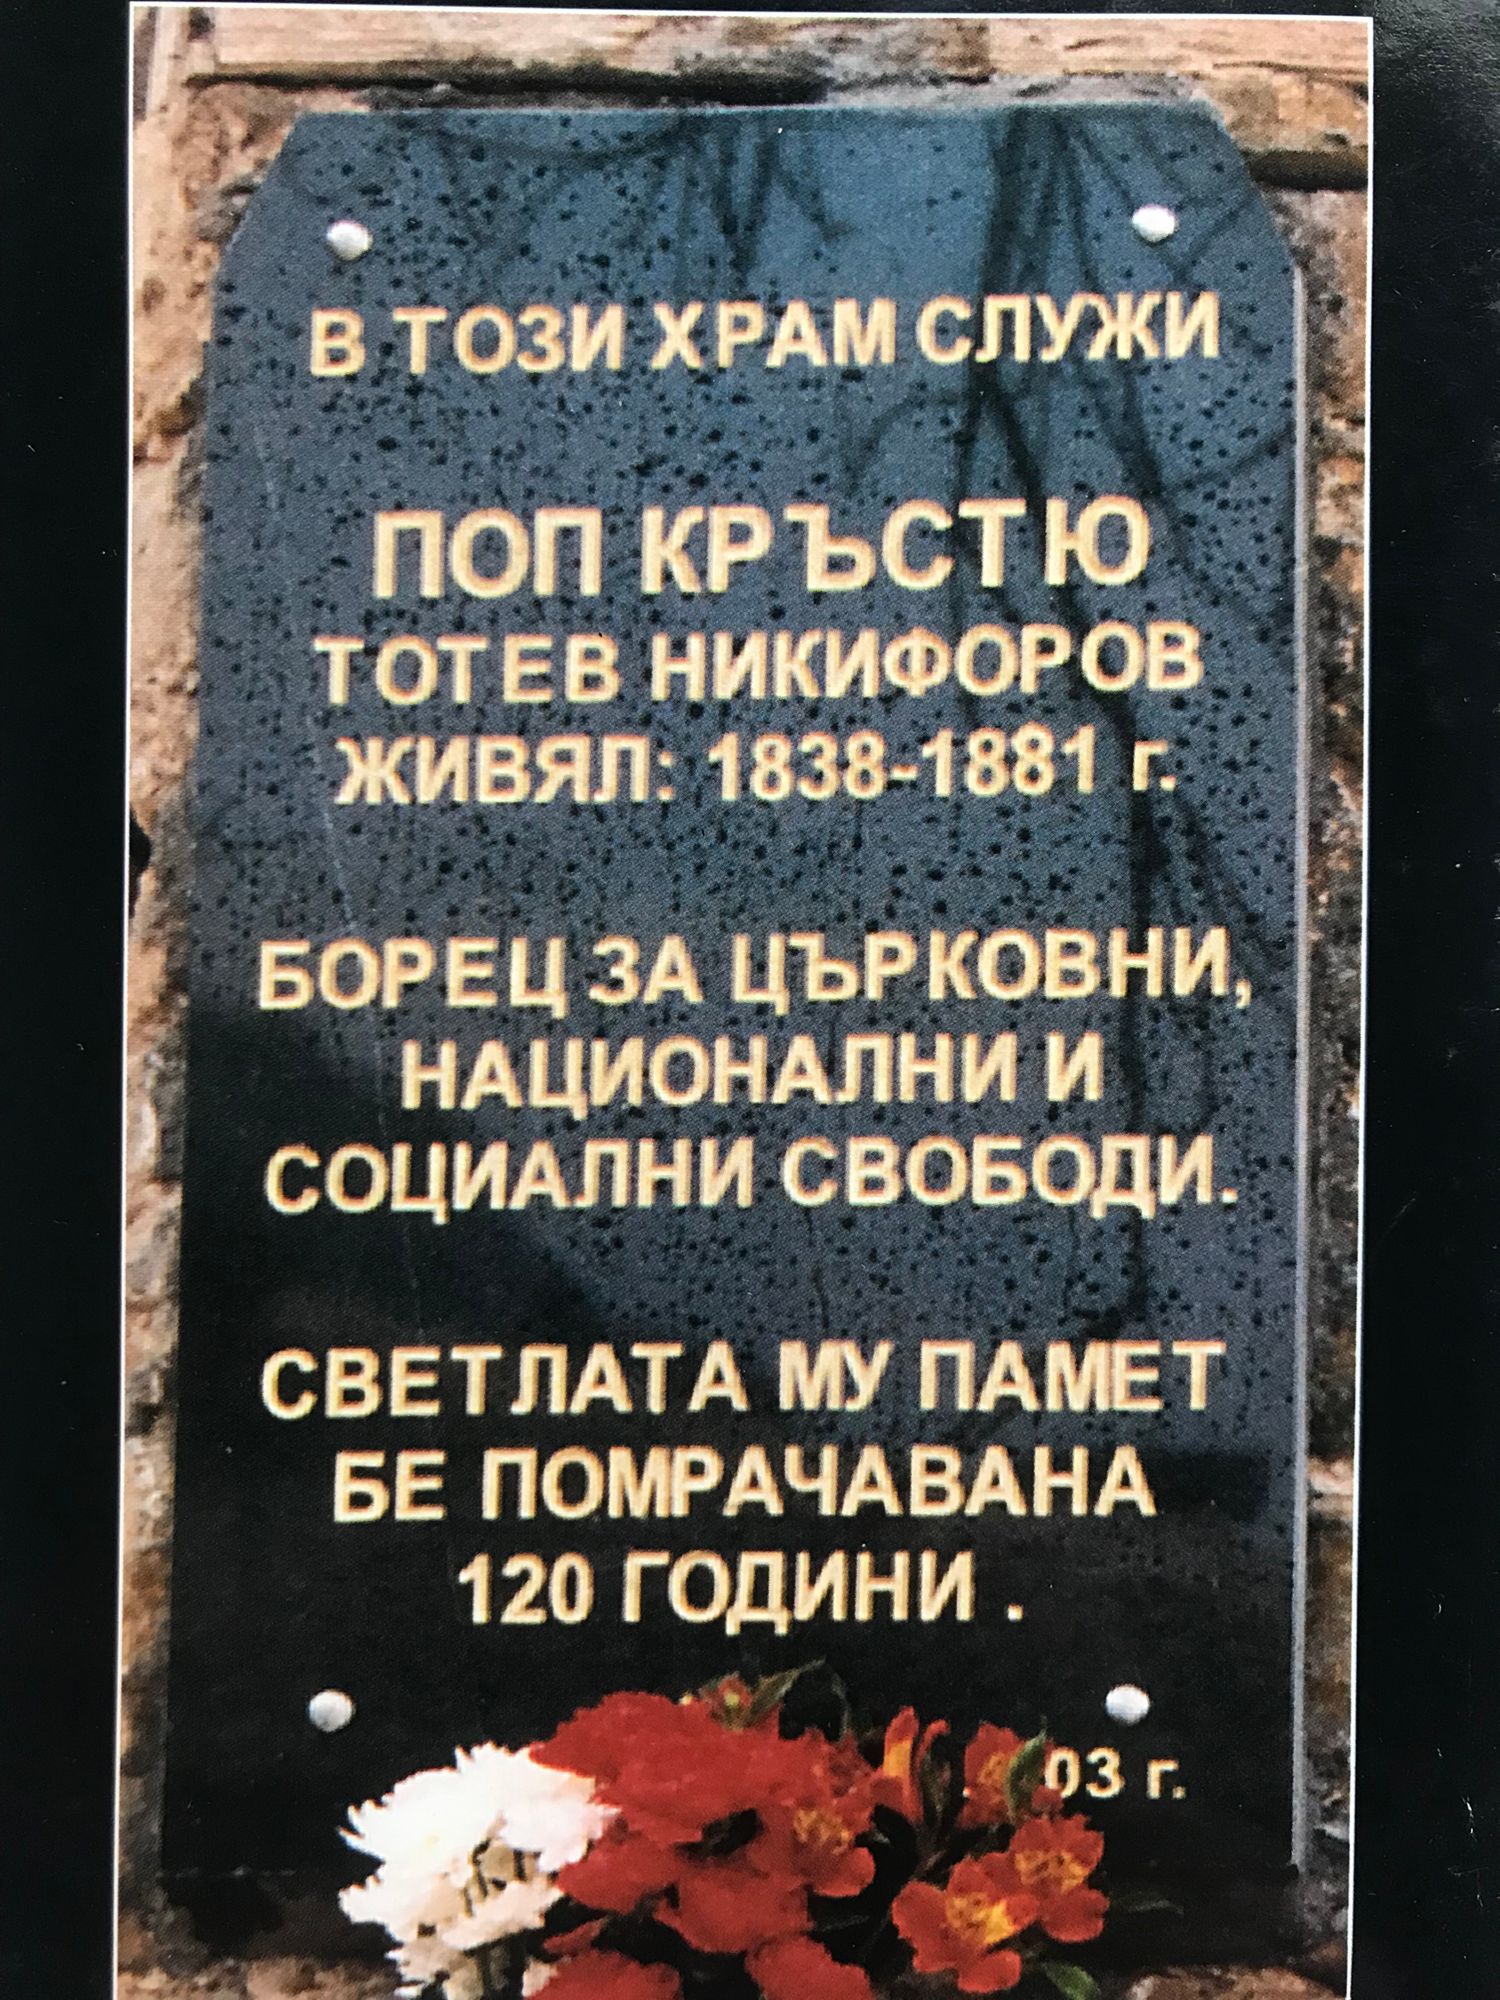 В ТОЗИ ХРАМ СЛУЖИ
ПОП КРЪСТЮ
ТОТЕВ НИКИФОРОВ
ЖИВЯЛ: 1838-1881 г.
БОРЕЦ ЗА ЦЪРКОВНИ,
НАЦИОНАЛНИ И
СОЦИАЛНИ СВОБОДИ.
СВЕТЛАТА МУ ПАМЕТ
БЕ ПОМРАЧАВАНА
120 ГОДИНИ .
03 г.